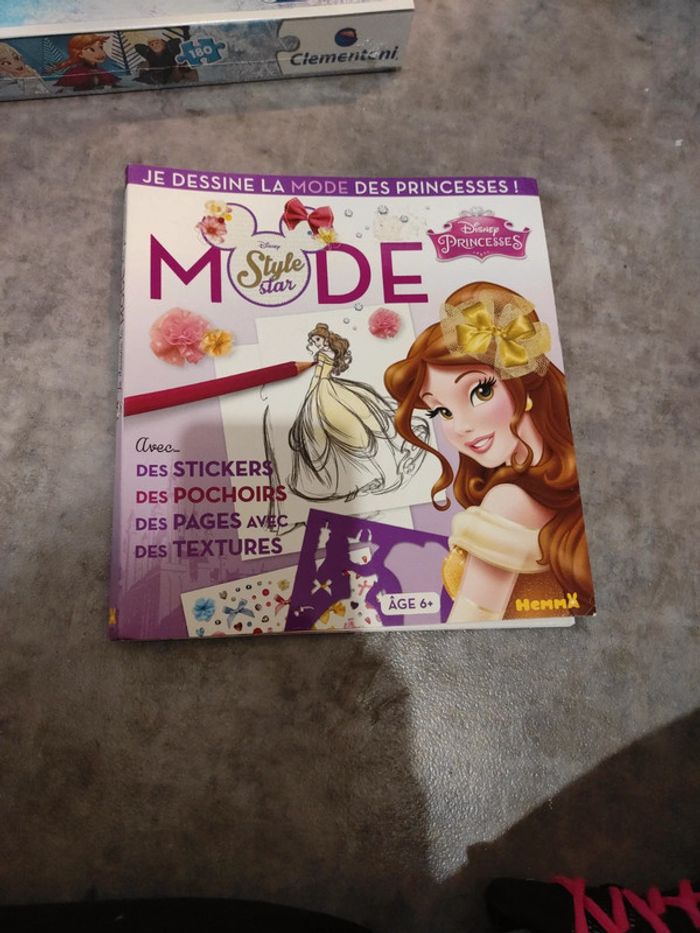 180
Clementoni
JE DESSINE LA MODE DES PRINCESSES !
Disney
Style
star
MODE
Disney
PRINCESSES
Avec...
DES STICKERS
DES POCHOIRS
DES PAGES AVEC
DES TEXTURES
ÂGE 6+
HEMMA